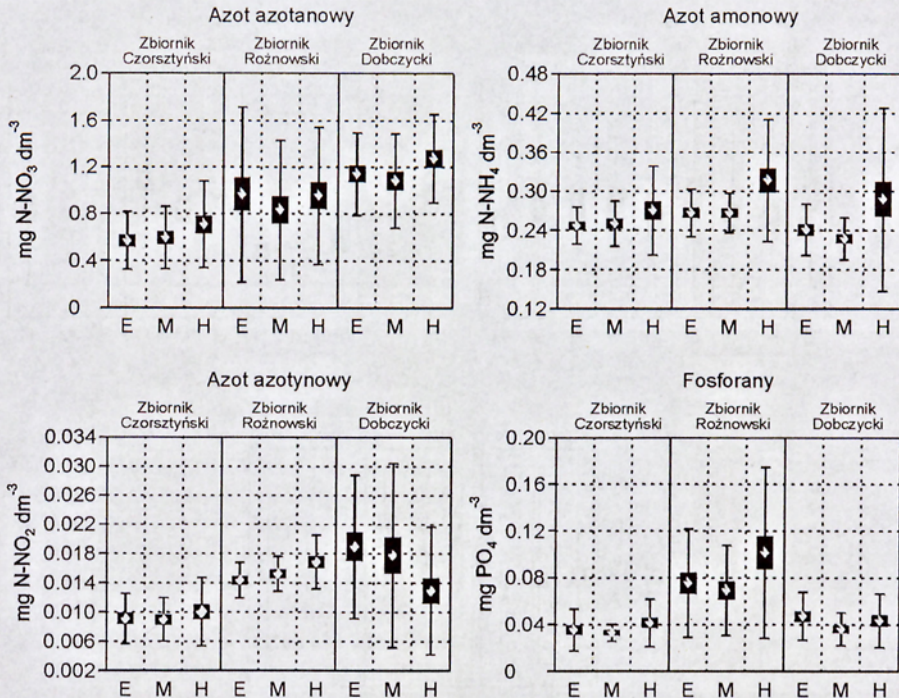 Azot azotanowy
Zbiornik Czorsztyński
Zbiornik Rożnowski
Zbiornik Dobczycki
mg N-NO₃ dm⁻³
2.0
1.6
1.2
0.8
0.4
0
E M H E M H E M H
Azot amonowy
Zbiornik Czorsztyński
Zbiornik Rożnowski
Zbiornik Dobczycki
mg N-NH₄ dm⁻³
0.48
0.42
0.36
0.30
0.24
0.18
0.12
E M H E M H E M H
Azot azotynowy
Zbiornik Czorsztyński
Zbiornik Rożnowski
Zbiornik Dobczycki
mg N-NO₂ dm⁻³
0.034
0.030
0.026
0.022
0.018
0.014
0.010
0.006
0.002
E M H E M H E M H
Fosforany
Zbiornik Czorsztyński
Zbiornik Rożnowski
Zbiornik Dobczycki
mg PO₄ dm⁻³
0.20
0.16
0.12
0.08
0.04
0
E M H E M H E M H